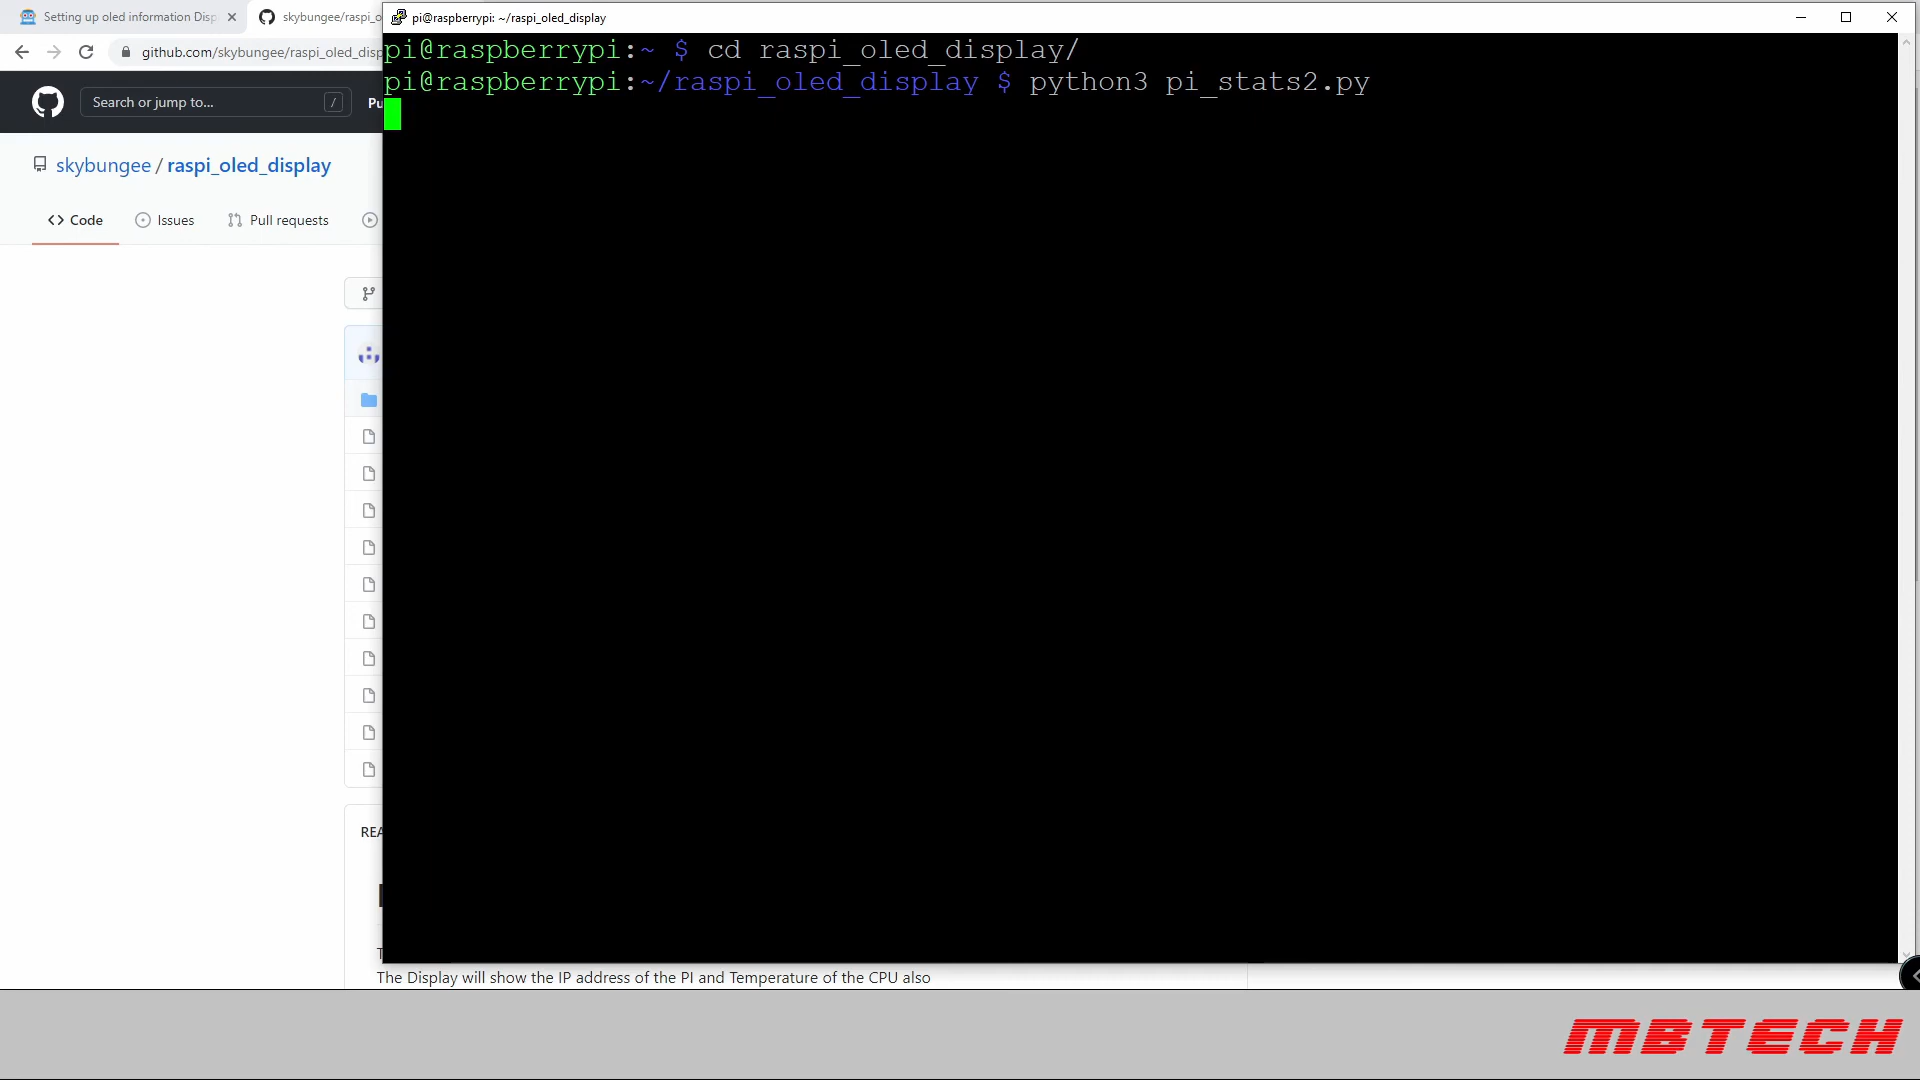 Setting up oled information Disp
skybungee/raspi_o
pi@raspberrypi: ~/raspi_oled_display
github.com/skybungee/raspi_oled_disp
pi@raspberrypi:~ $ cd raspi_oled_display/
pi@raspberrypi:~/raspi_oled_display $ python3 pi_stats2.py
Search or jump to...
/
Pu
skybungee / raspi_oled_display
Code
Issues
Pull requests
REA
The Display will show the IP address of the PI and Temperature of the CPU also
MBTECH